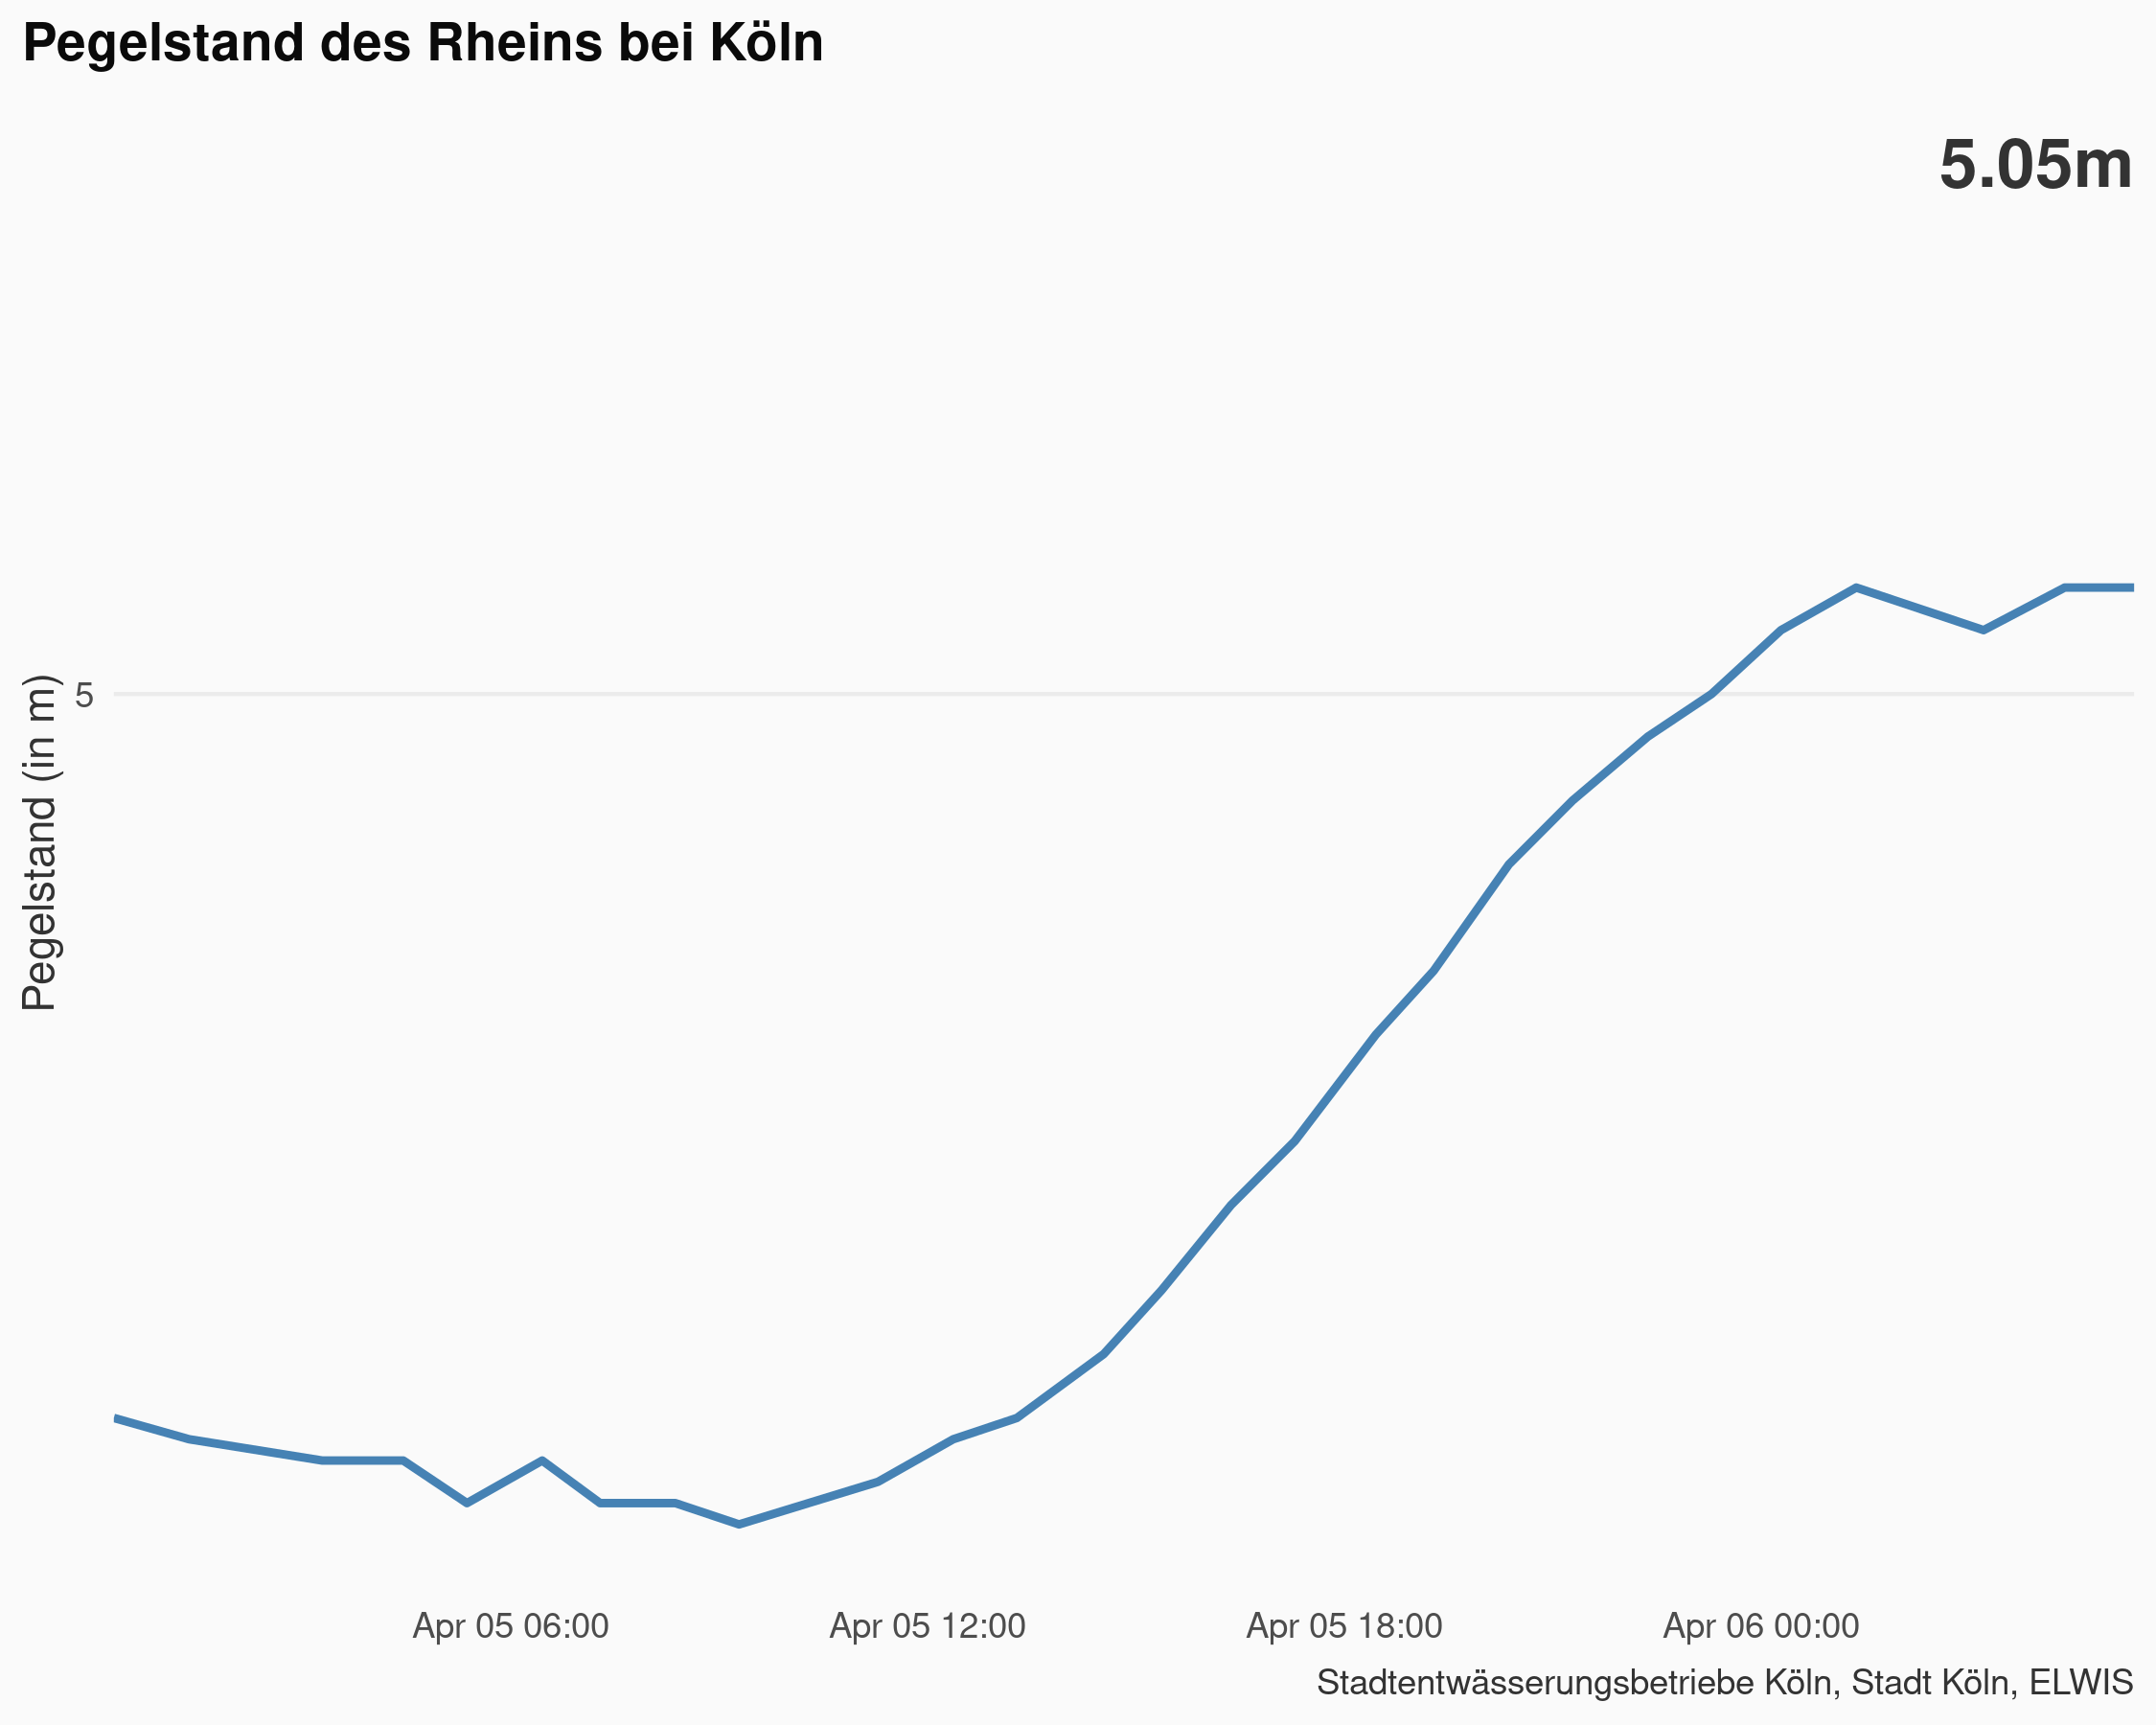 Pegelstand des Rheins bei Köln
5.05m
Pegelstand (in m)
5
Apr 05 06:00 Apr 05 12:00 Apr 05 18:00 Apr 06 00:00
Stadtentwässerungsbetriebe Köln, Stadt Köln, ELWIS